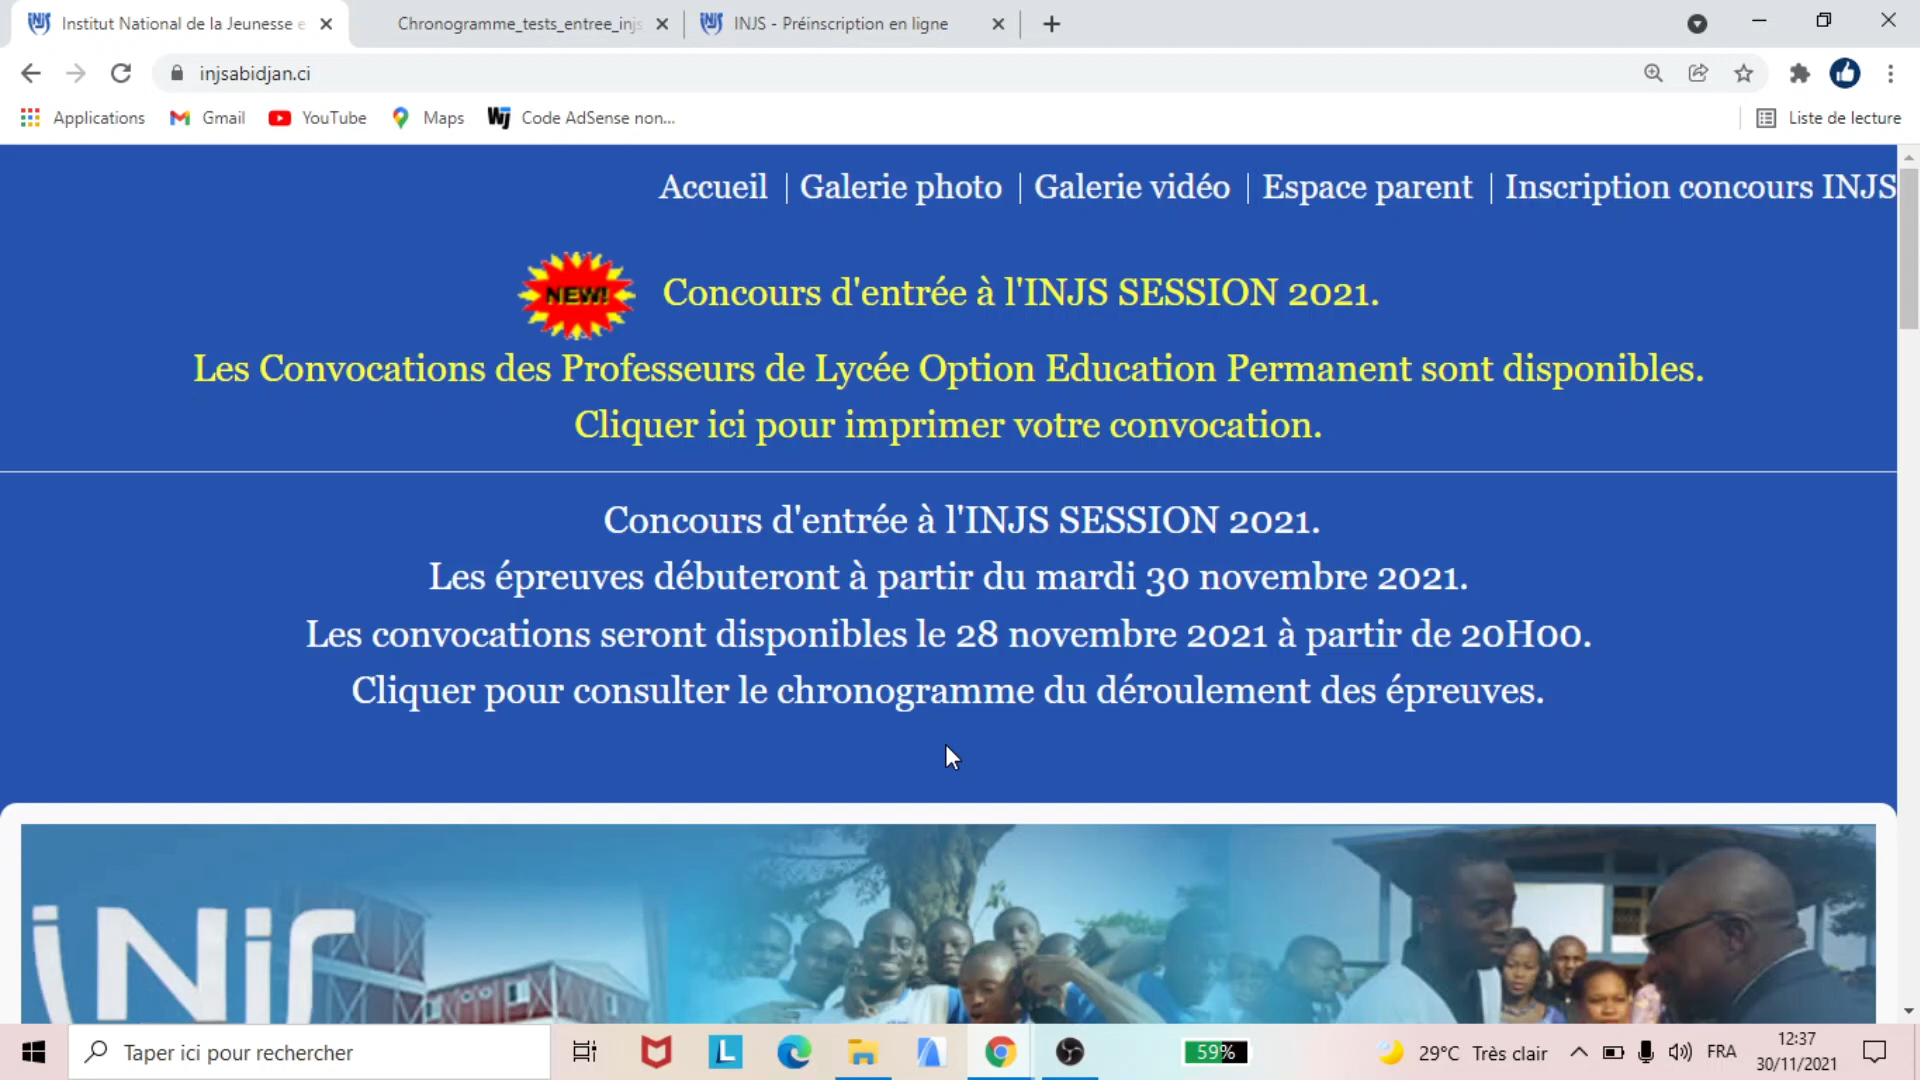 Institut National de la Jeunesse e
Chronogramme_tests_entree_injs
INJS - Préinscription en ligne
injsabidjan.ci
Applications
Gmail
YouTube
Maps
Code AdSense non...
Liste de lecture
Accueil | Galerie photo | Galerie vidéo | Espace parent | Inscription concours INJS
NEW!
Concours d'entrée à l'INJS SESSION 2021.
Les Convocations des Professeurs de Lycée Option Education Permanent sont disponibles.
Cliquer ici pour imprimer votre convocation.
Concours d'entrée à l'INJS SESSION 2021.
Les épreuves débuteront à partir du mardi 30 novembre 2021.
Les convocations seront disponibles le 28 novembre 2021 à partir de 20H00.
Cliquer pour consulter le chronogramme du déroulement des épreuves.
iNjS
Taper ici pour rechercher
59%
29°C Très clair
FRA
12:37
30/11/2021